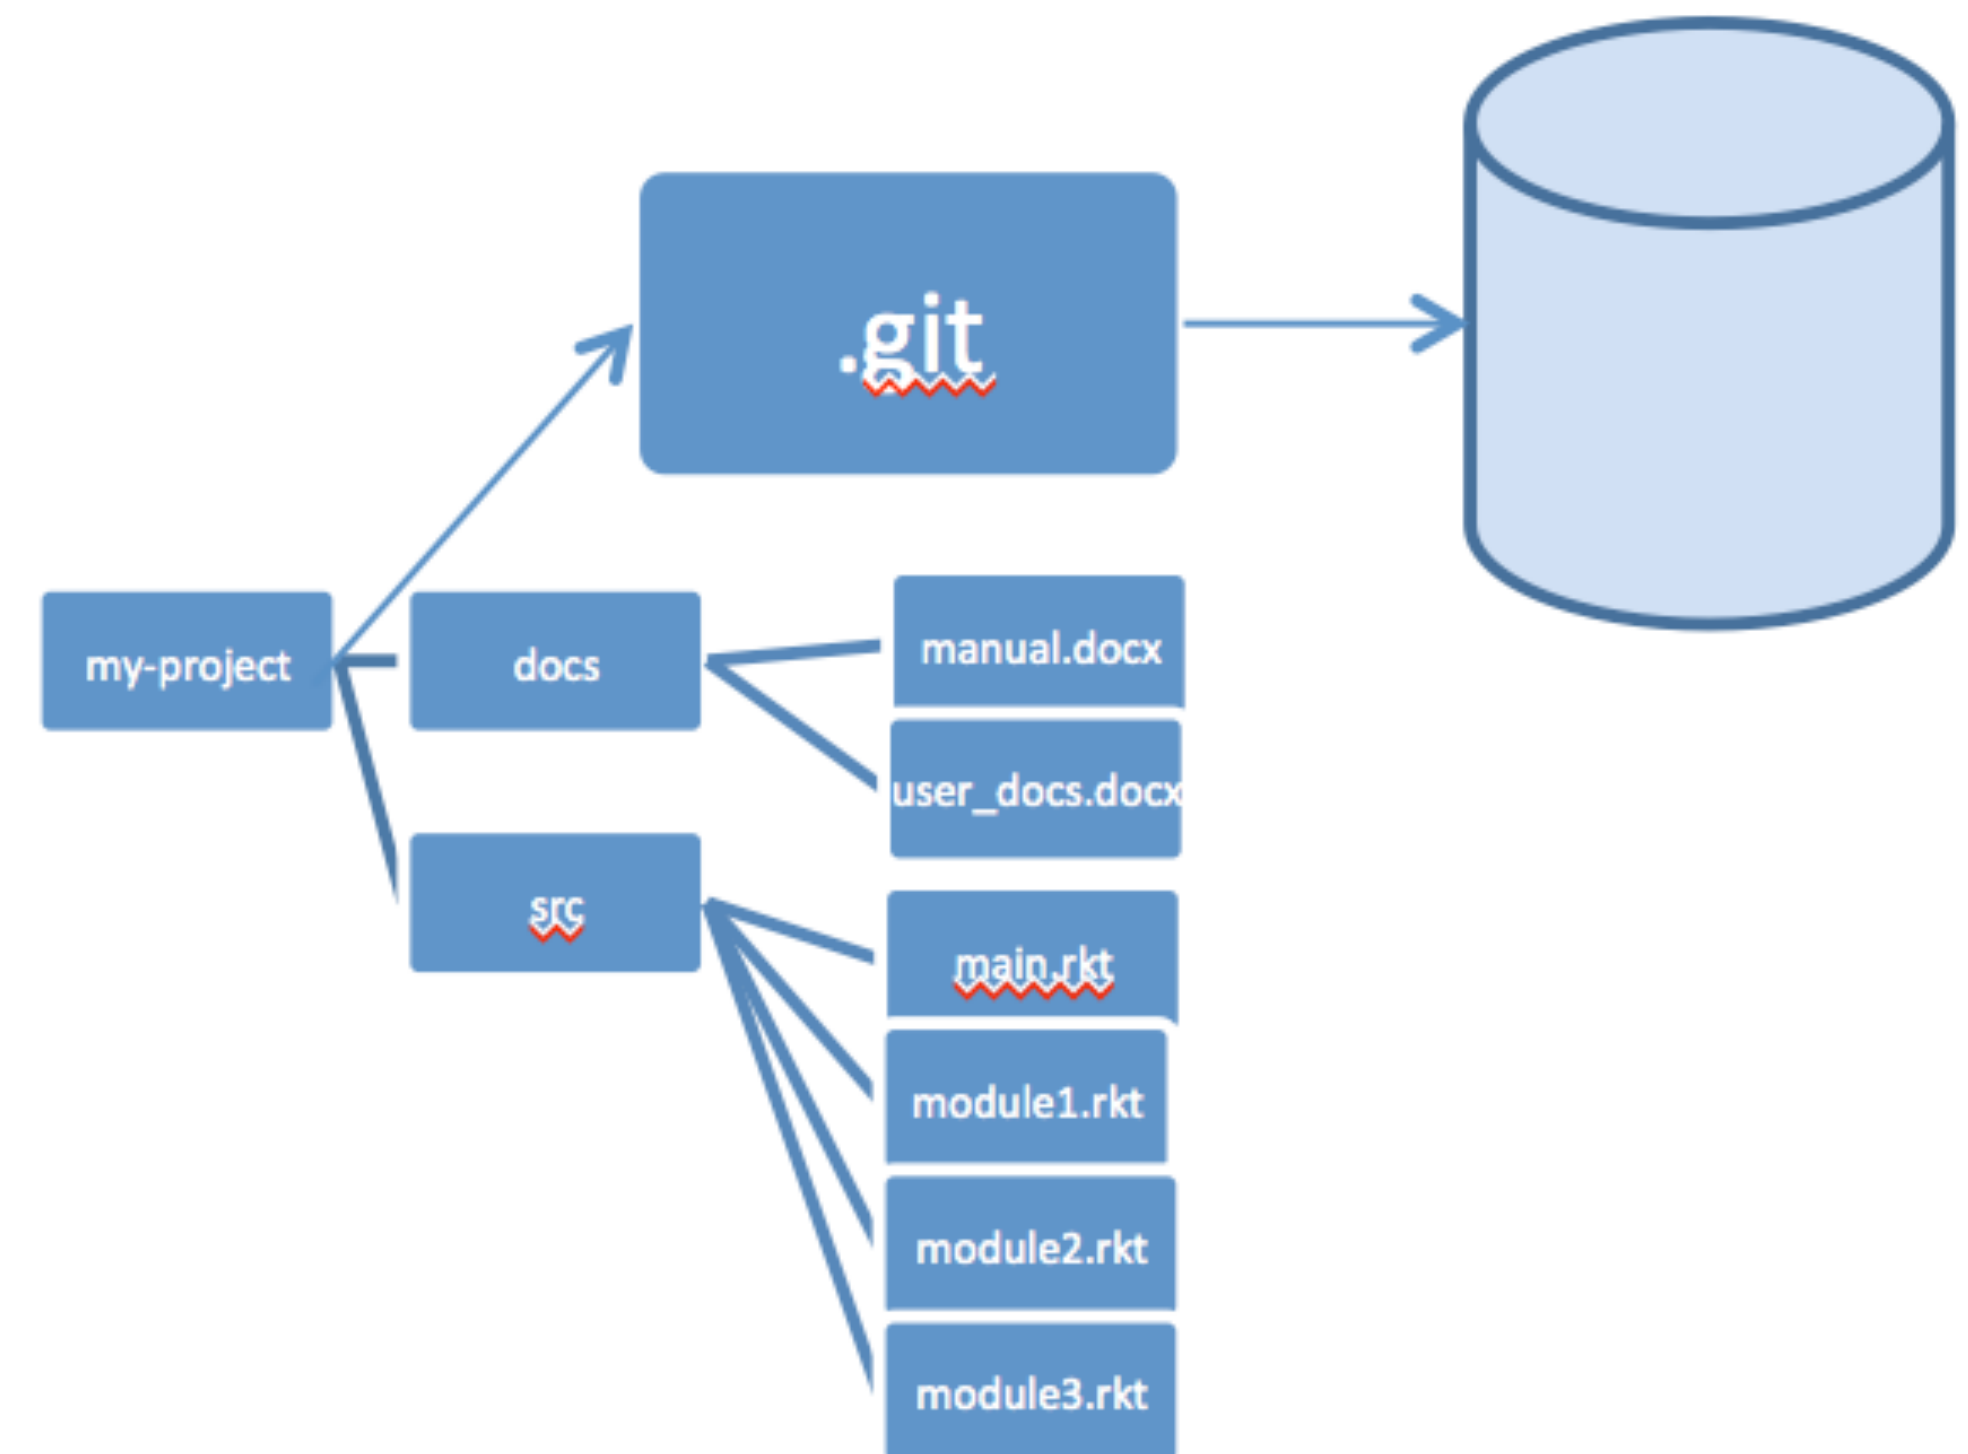 .git
my-project
docs
manual.docx
user_docs.docx
src
main.rkt
module1.rkt
module2.rkt
module3.rkt